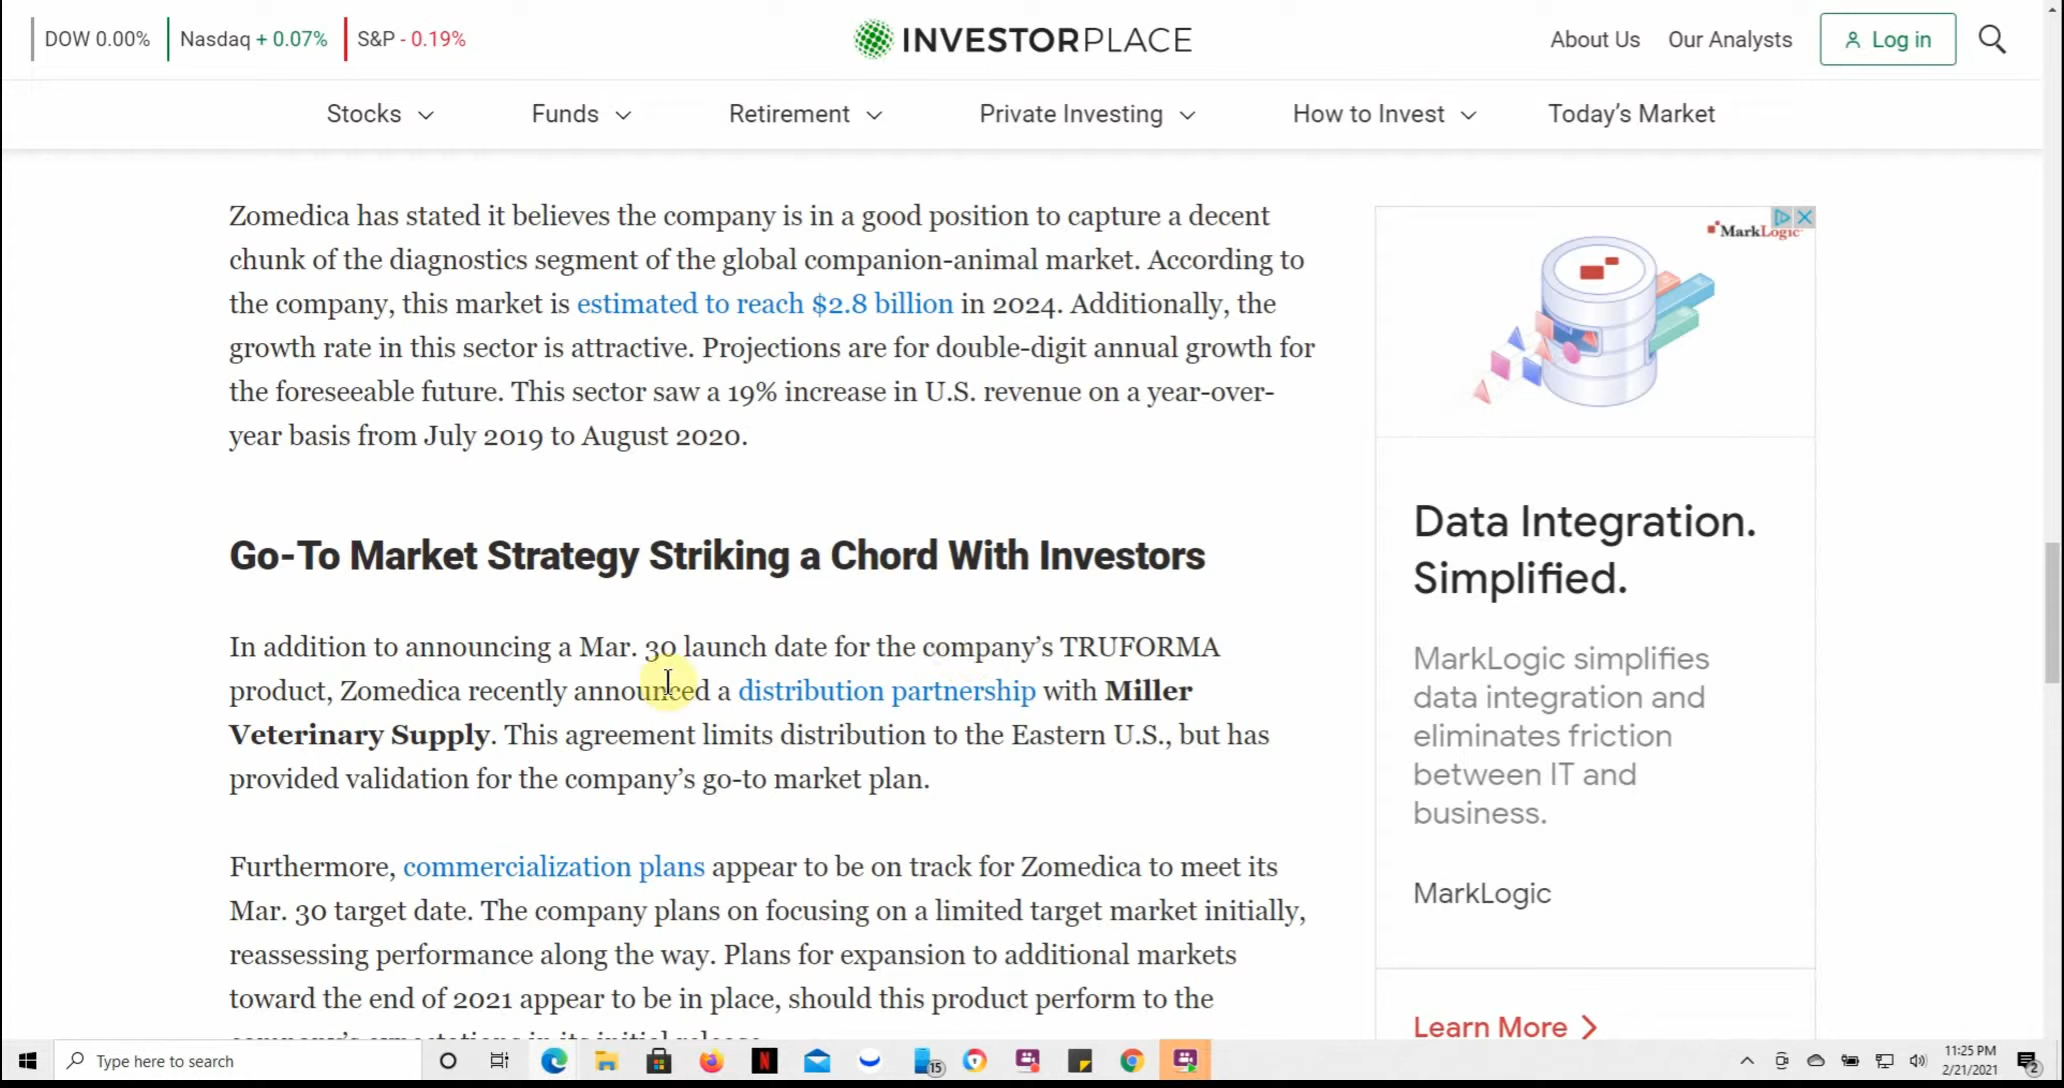 DOW 0.00% Nasdaq + 0.07% S&P - 0.19%
INVESTORPLACE
About Us Our Analysts Log in
Stocks Funds Retirement Private Investing How to Invest Today’s Market
Zomedica has stated it believes the company is in a good position to capture a decent
chunk of the diagnostics segment of the global companion-animal market. According to
the company, this market is estimated to reach $2.8 billion in 2024. Additionally, the
growth rate in this sector is attractive. Projections are for double-digit annual growth for
the foreseeable future. This sector saw a 19% increase in U.S. revenue on a year-over-
year basis from July 2019 to August 2020.
Go-To Market Strategy Striking a Chord With Investors
In addition to announcing a Mar. 30 launch date for the company’s TRUFORMA
product, Zomedica recently announced a distribution partnership with Miller
Veterinary Supply. This agreement limits distribution to the Eastern U.S., but has
provided validation for the company’s go-to market plan.
Furthermore, commercialization plans appear to be on track for Zomedica to meet its
Mar. 30 target date. The company plans on focusing on a limited target market initially,
reassessing performance along the way. Plans for expansion to additional markets
toward the end of 2021 appear to be in place, should this product perform to the
company’s expectations in its initial release.
MarkLogic
Data Integration.
Simplified.
MarkLogic simplifies
data integration and
eliminates friction
between IT and
business.
MarkLogic
Learn More
Type here to search
15
11:25 PM
2/21/2021
2